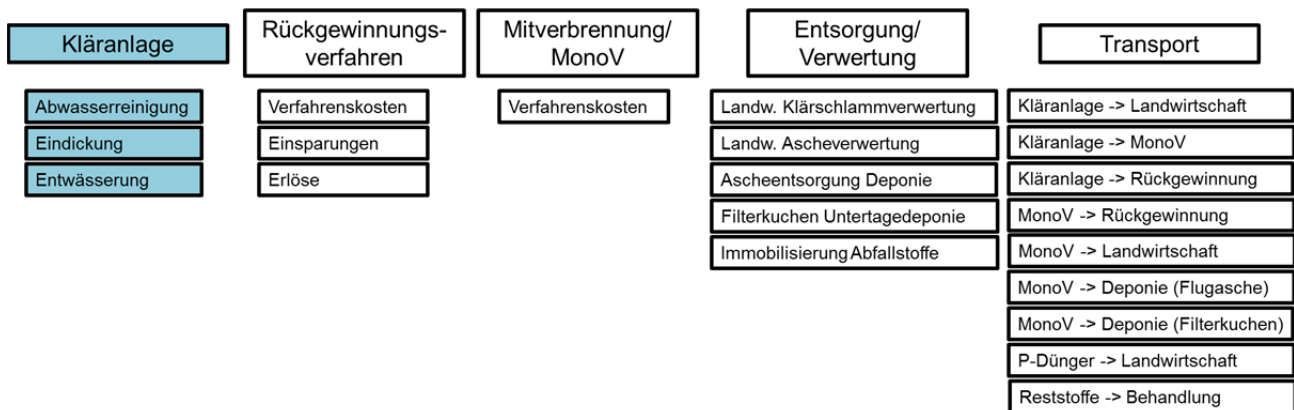 Kläranlage
Rückgewinnungs-
verfahren
Mitverbrennung/
MonoV
Entsorgung/
Verwertung
Transport
Abwasserreinigung
Eindickung
Entwässerung
Verfahrenskosten
Einsparungen
Erlöse
Verfahrenskosten
Landw. Klärschlammverwertung
Landw. Ascheverwertung
Ascheentsorgung Deponie
Filterkuchen Untertagedeponie
Immobilisierung Abfallstoffe
Kläranlage -> Landwirtschaft
Kläranlage -> MonoV
Kläranlage -> Rückgewinnung
MonoV -> Rückgewinnung
MonoV -> Landwirtschaft
MonoV -> Deponie (Flugasche)
MonoV -> Deponie (Filterkuchen)
P-Dünger -> Landwirtschaft
Reststoffe -> Behandlung